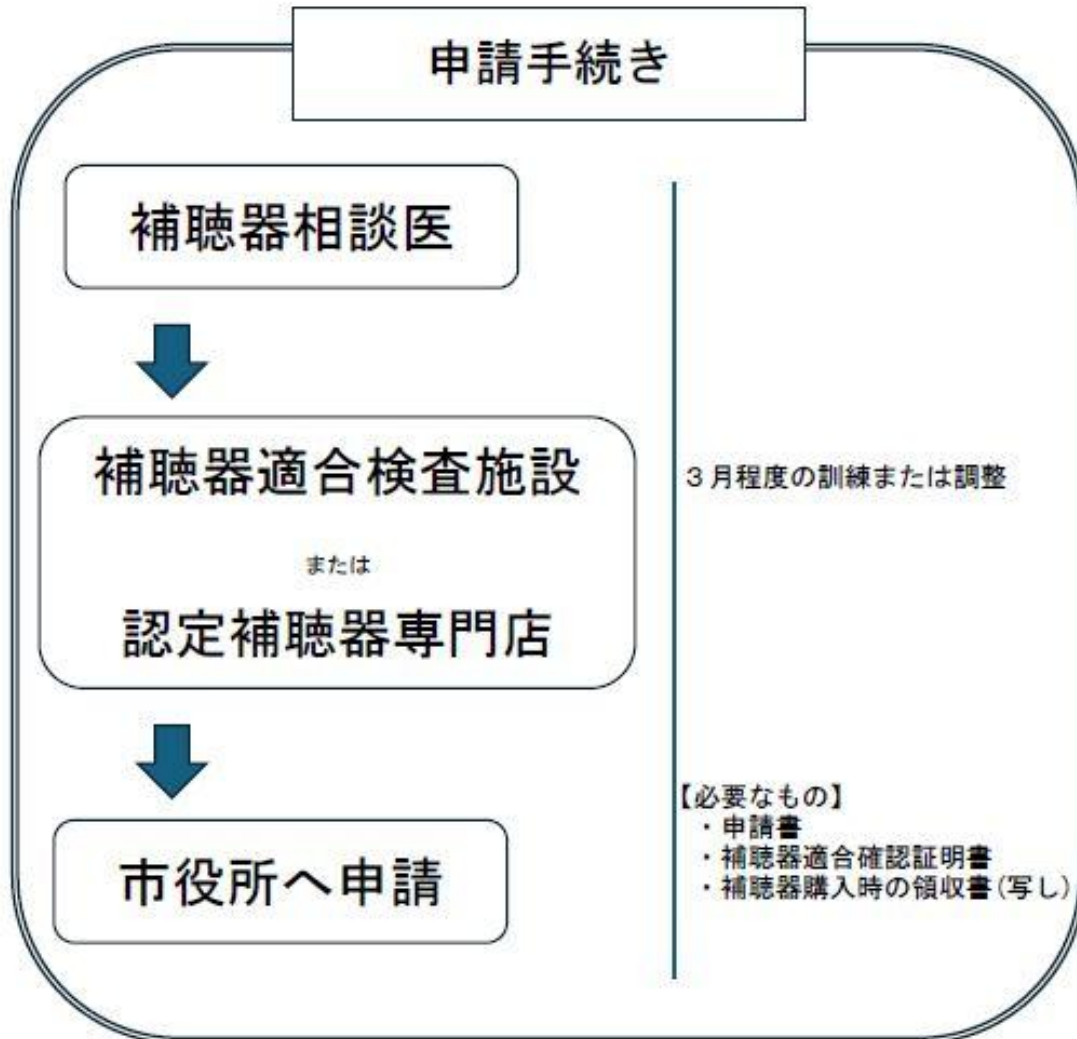 申請手続き
補聴器相談医
補聴器適合検査施設
または
認定補聴器専門店
3月程度の訓練または調整
市役所へ申請
【必要なもの】
・申請書
・補聴器適合確認証明書
・補聴器購入時の領収書(写し)